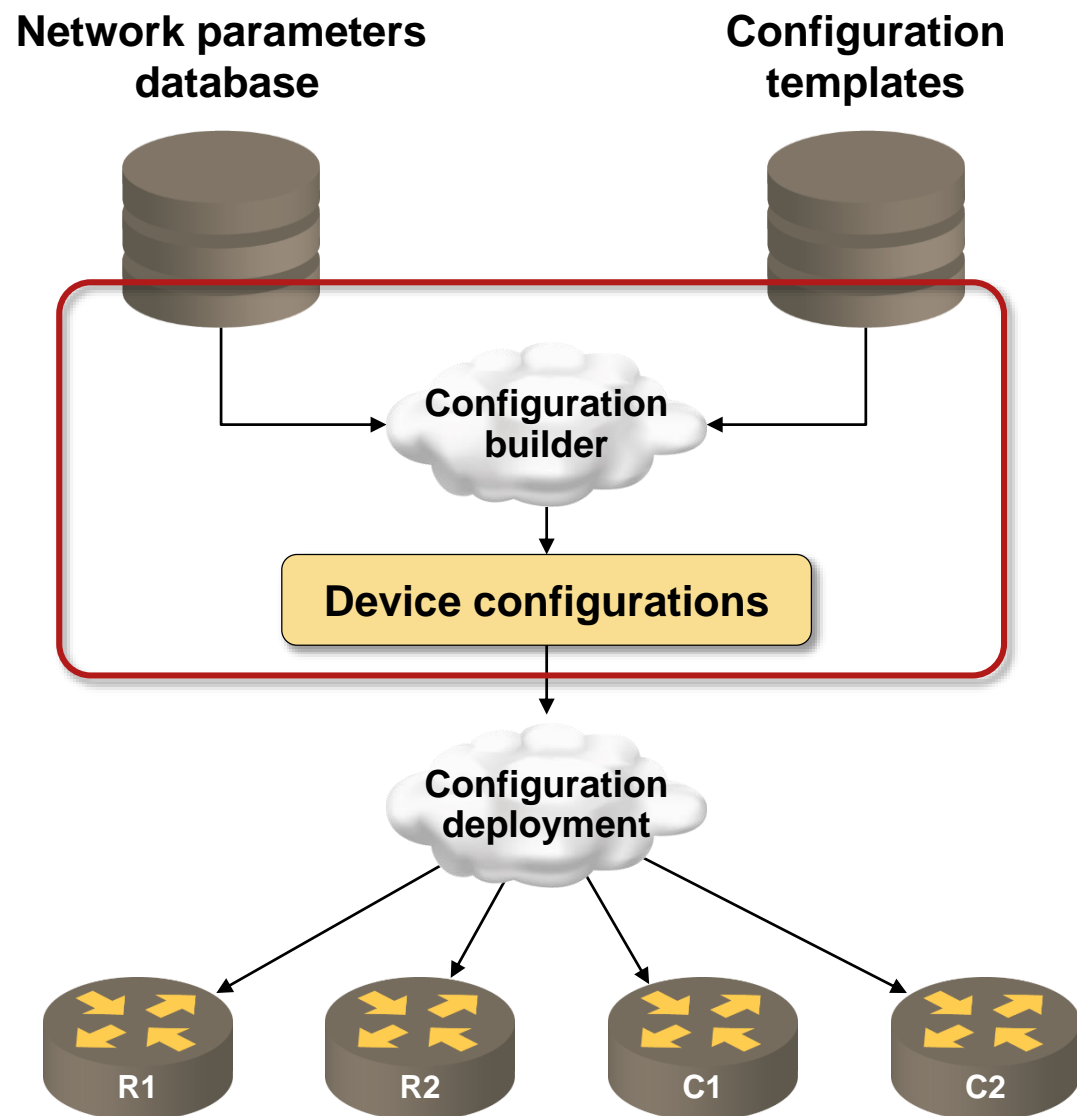 Network parameters
database
Configuration
templates
Configuration
builder
Device configurations
Configuration
deployment
R1
R2
C1
C2